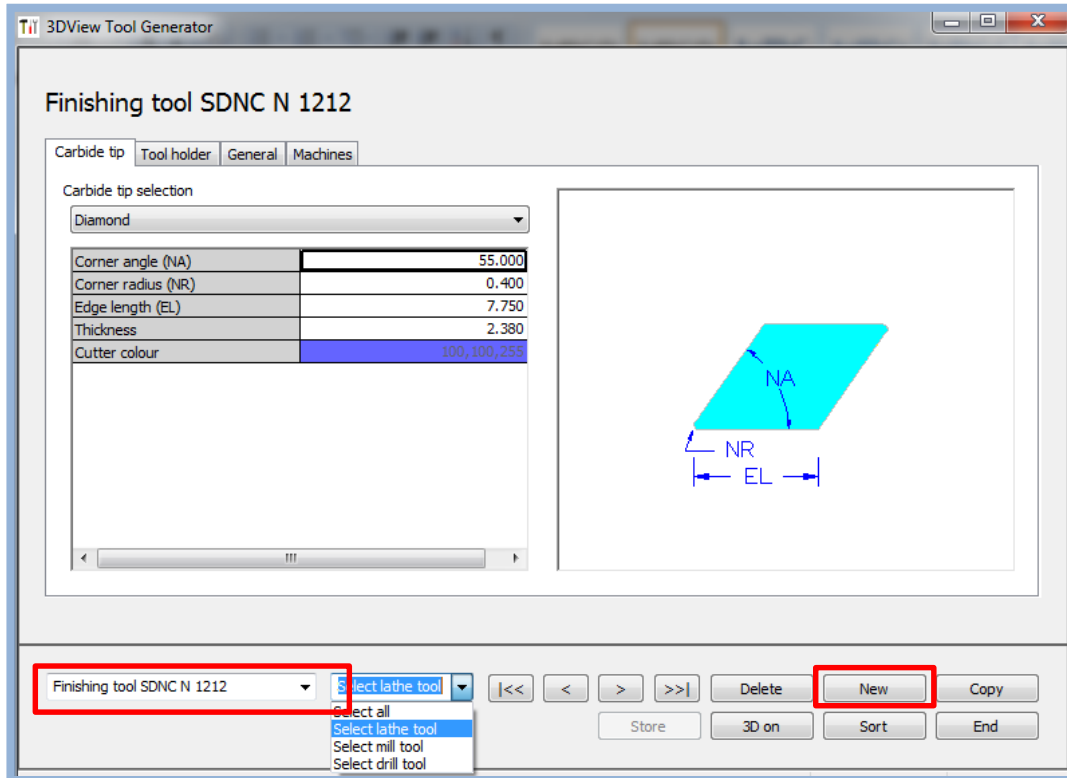 3DView Tool Generator
Finishing tool SDNC N 1212
Carbide tip Tool holder General Machines
Carbide tip selection
Diamond
Corner angle (NA) 55.000
Corner radius (NR) 0.400
Edge length (EL) 7.750
Thickness 2.380
Cutter colour 100,100,255
NA
NR
EL
Finishing tool SDNC N 1212 Select lathe tool |<< < > >>| Delete New Copy
Select all
Select lathe tool
Select mill tool
Select drill tool
Store 3D on Sort End